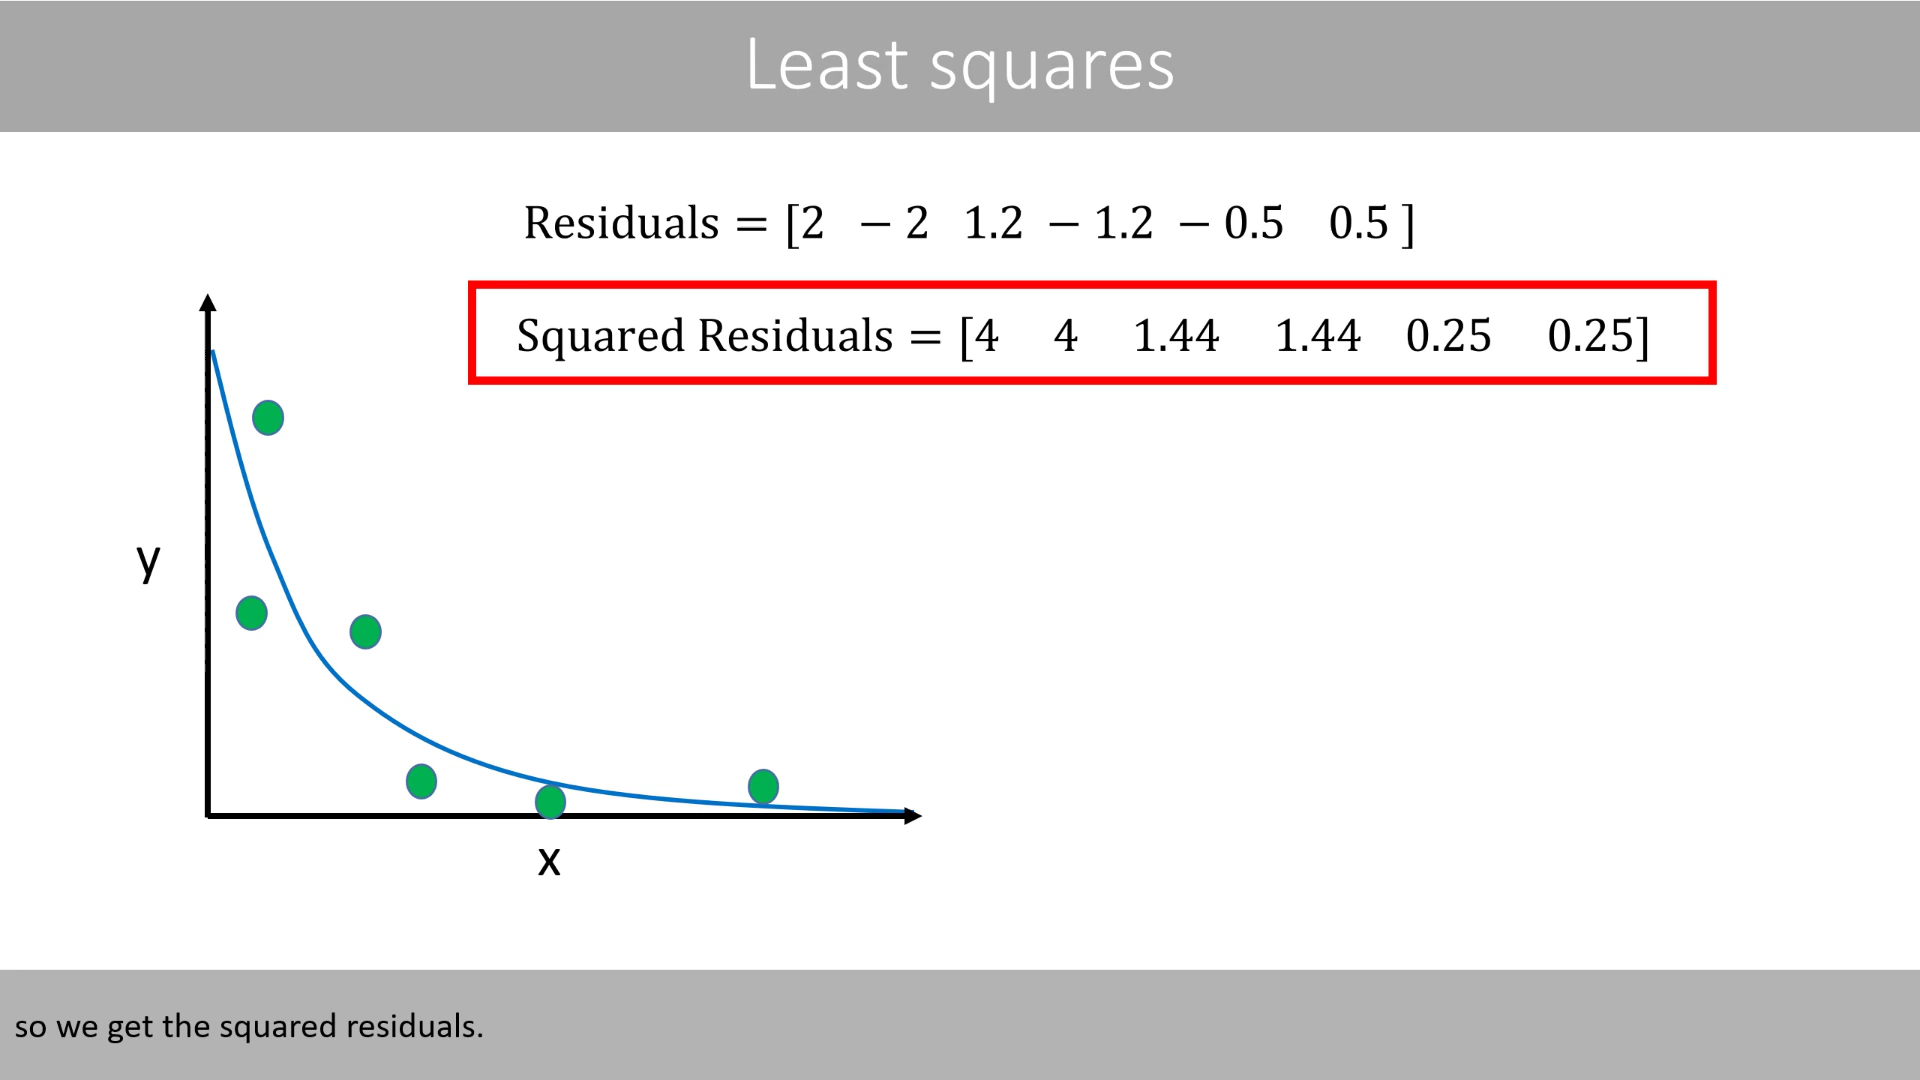 Least squares
Residuals = [2 − 2 1.2 − 1.2 − 0.5 0.5 ]
Squared Residuals = [4 4 1.44 1.44 0.25 0.25]
y
x
so we get the squared residuals.